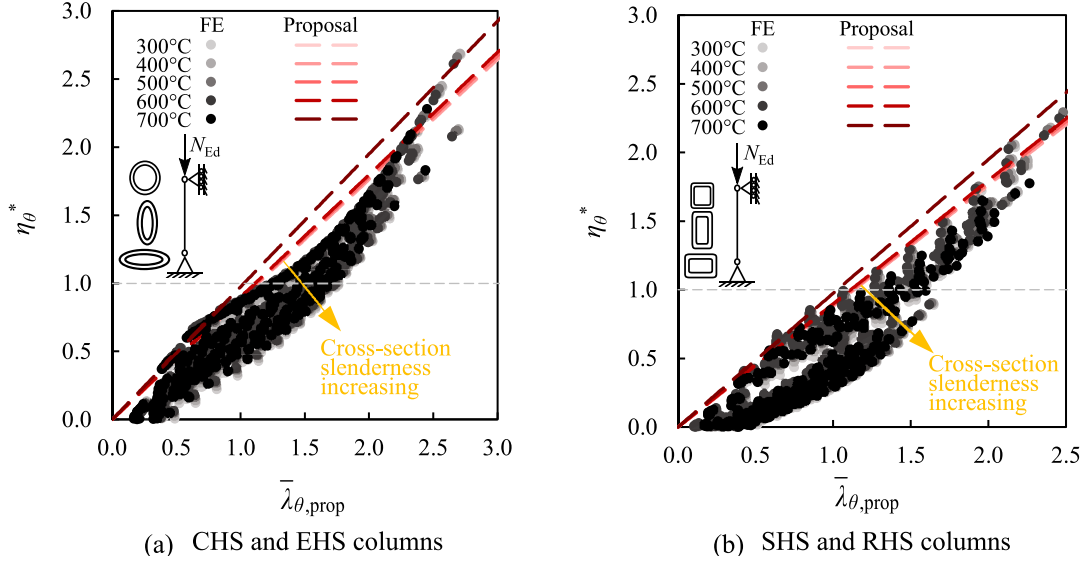 3.0
2.5
2.0
1.5
1.0
0.5
0.0
η*θ
FE Proposal
300°C
400°C
500°C
600°C
700°C
N_Ed
Cross-section
slenderness
increasing
0.0 0.5 1.0 1.5 2.0 2.5 3.0
λ̅θ,prop
(a) CHS and EHS columns
3.0
2.5
2.0
1.5
1.0
0.5
0.0
η*θ
FE Proposal
300°C
400°C
500°C
600°C
700°C
N_Ed
Cross-section
slenderness
increasing
0.0 0.5 1.0 1.5 2.0 2.5
λ̅θ,prop
(b) SHS and RHS columns